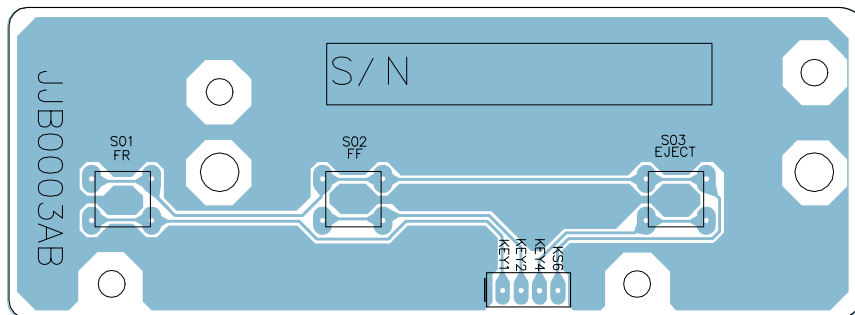 S/N
JJB0003AB
S01
FR
S02
FF
S03
EJECT
KEY1
KEY2
KEY4
KS6